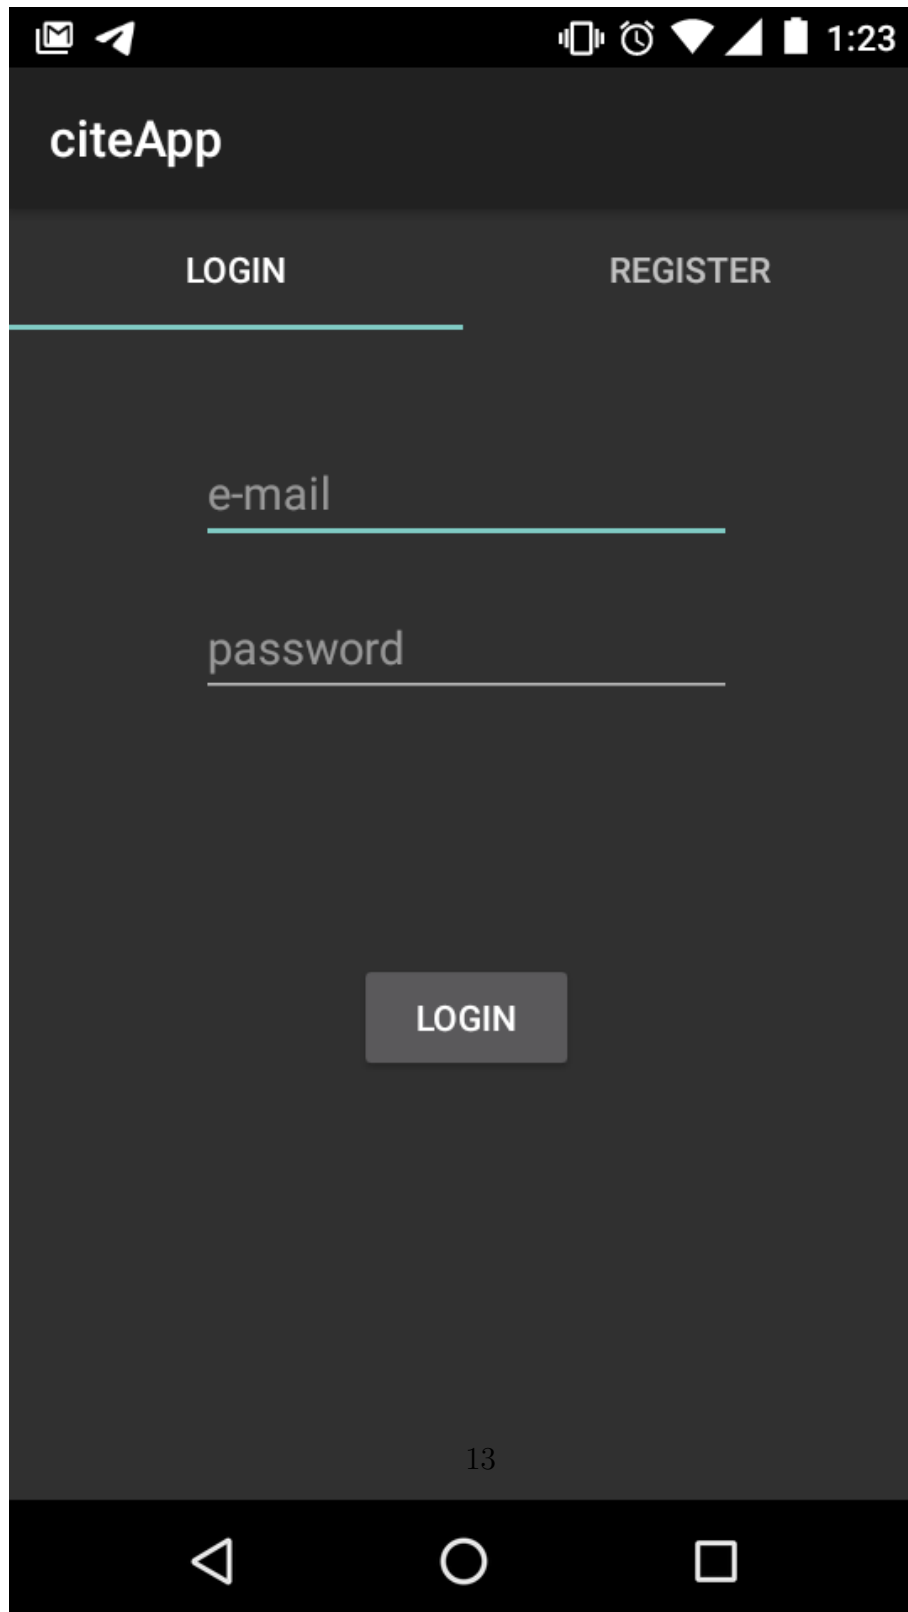 1:23
citeApp
LOGIN REGISTER
e-mail
password
LOGIN
13